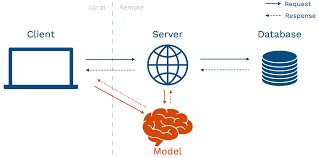 Local
Remote
Request
Response
Client
Server
Database
Model